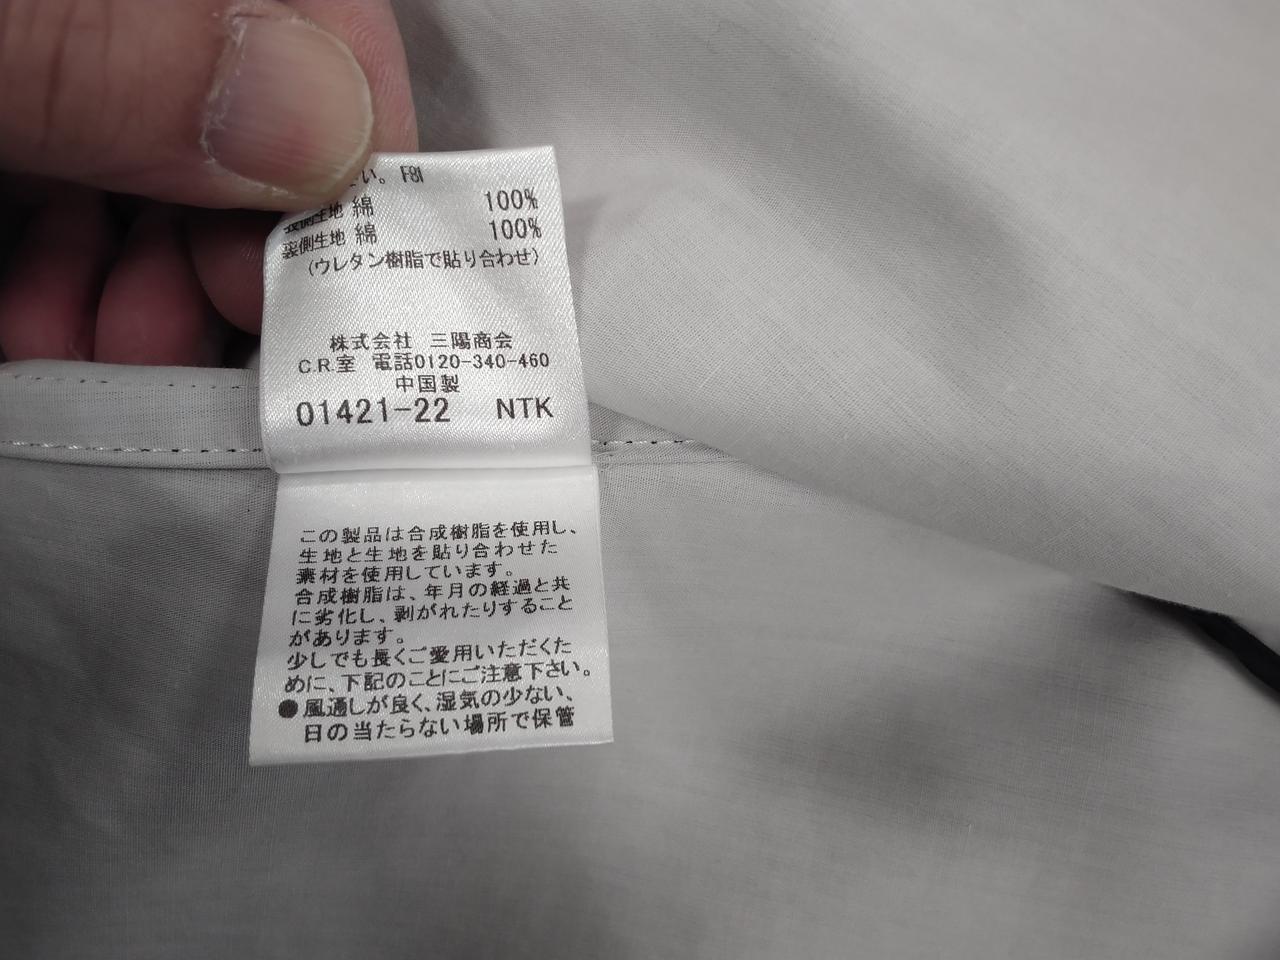 さい。 F81
表側生地 綿 100%
裏側生地 綿 100%
(ウレタン樹脂で貼り合わせ)
株式会社 三陽商会
C.R.室 電話0120-340-460
中国製
01421-22 NTK
この製品は合成樹脂を使用し、
生地と生地を貼り合わせた
素材を使用しています。
合成樹脂は、年月の経過と共
に劣化し、剥がれたりすること
があります。
少しでも長くご愛用いただくた
めに、下記のことにご注意下さい。
●風通しが良く、湿気の少ない、
日の当たらない場所で保管